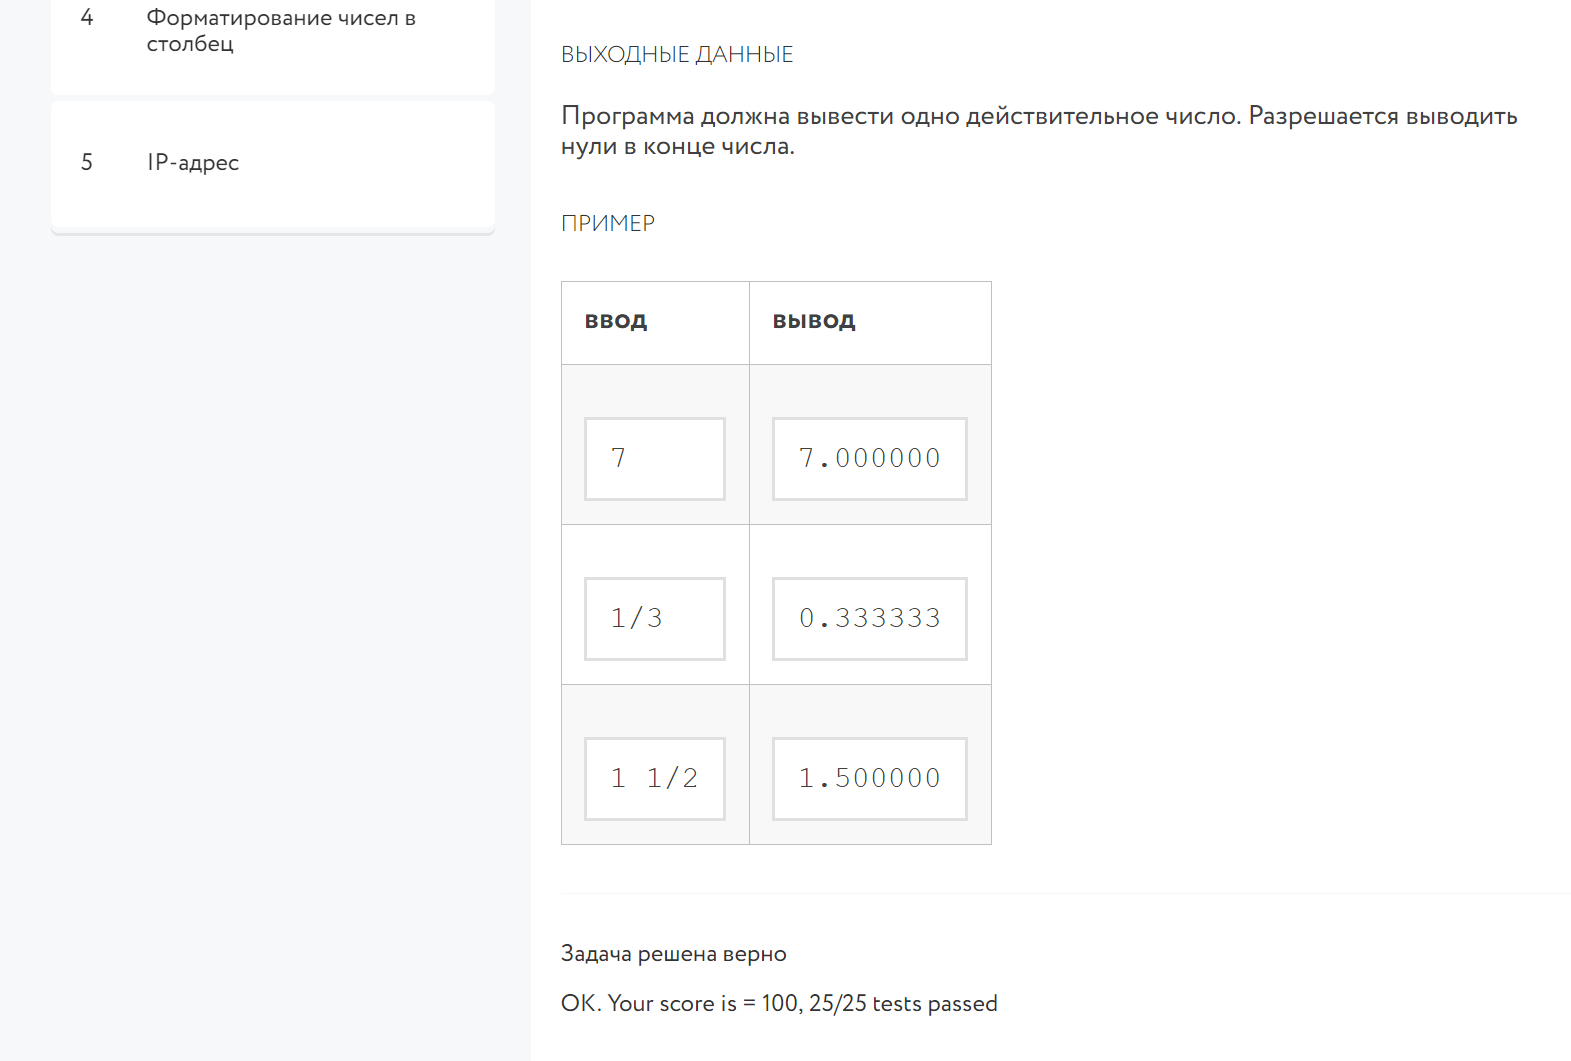 4 Форматирование чисел в
столбец
5 IP-адрес
ВЫХОДНЫЕ ДАННЫЕ
Программа должна вывести одно действительное число. Разрешается выводить
нули в конце числа.
ПРИМЕР
ВВОД ВЫВОД
7 7.000000
1/3 0.333333
1 1/2 1.500000
Задача решена верно
OK. Your score is = 100, 25/25 tests passed